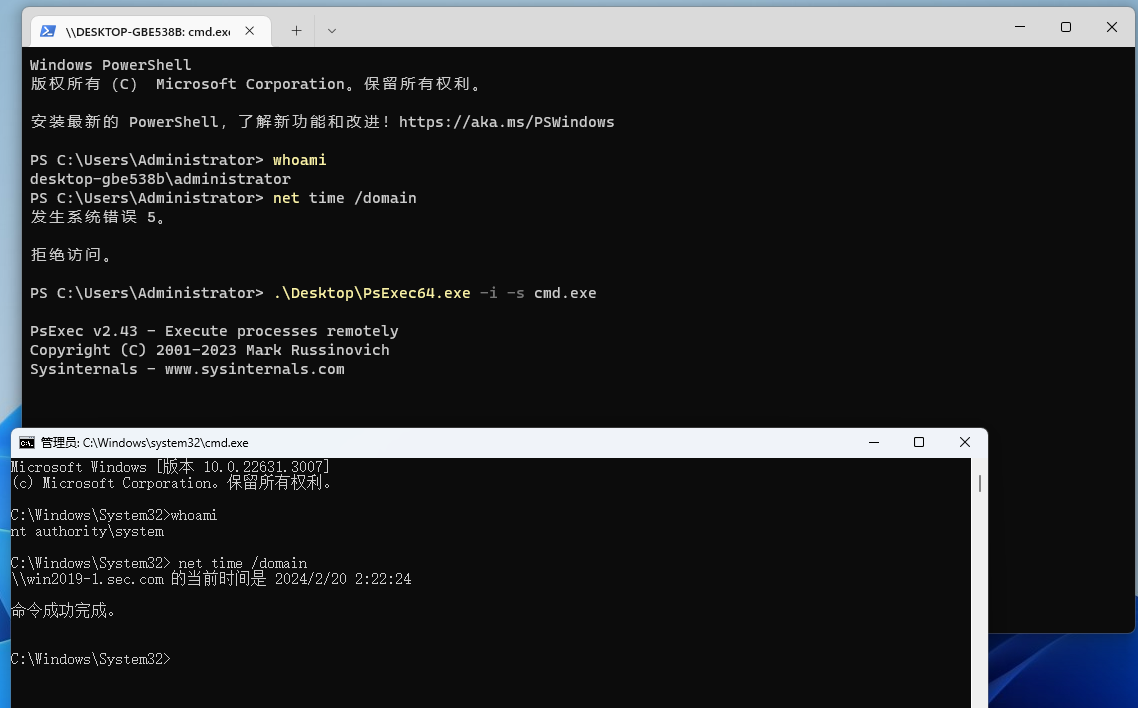 \\DESKTOP-GBE538B: cmd.exe
Windows PowerShell
版权所有 (C)  Microsoft Corporation。保留所有权利。
安装最新的 PowerShell，了解新功能和改进！https://aka.ms/PSWindows
PS C:\Users\Administrator> whoami
desktop-gbe538b\administrator
PS C:\Users\Administrator> net time /domain
发生系统错误 5。
拒绝访问。
PS C:\Users\Administrator> .\Desktop\PsExec64.exe -i -s cmd.exe
PsExec v2.43 - Execute processes remotely
Copyright (C) 2001-2023 Mark Russinovich
Sysinternals - www.sysinternals.com
管理员: C:\Windows\system32\cmd.exe
Microsoft Windows [版本 10.0.22631.3007]
(c) Microsoft Corporation。保留所有权利。
C:\Windows\System32>whoami
nt authority\system
C:\Windows\System32> net time /domain
\\win2019-1.sec.com 的当前时间是 2024/2/20 2:22:24
命令成功完成。
C:\Windows\System32>